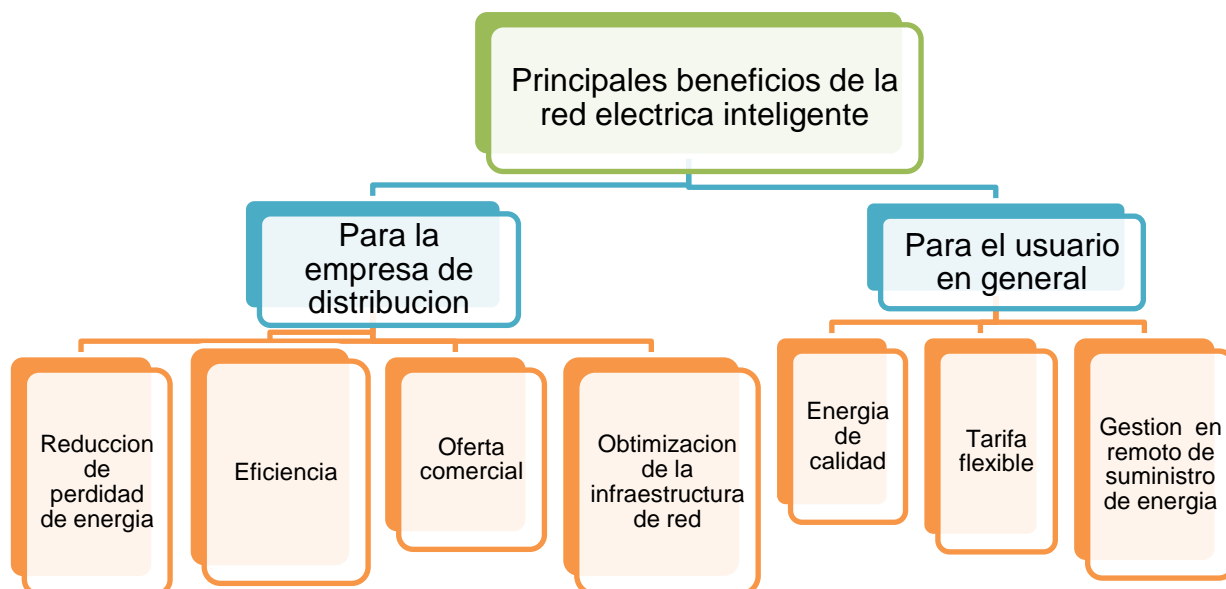 Principales beneficios de la
red electrica inteligente
Para la
empresa de
distribucion
Para el usuario
en general
Reduccion
de
perdidad
de energia
Eficiencia
Oferta
comercial
Obtimizacion
de la
infraestructura
de red
Energia
de
calidad
Tarifa
flexible
Gestion en
remoto de
suministro
de energia